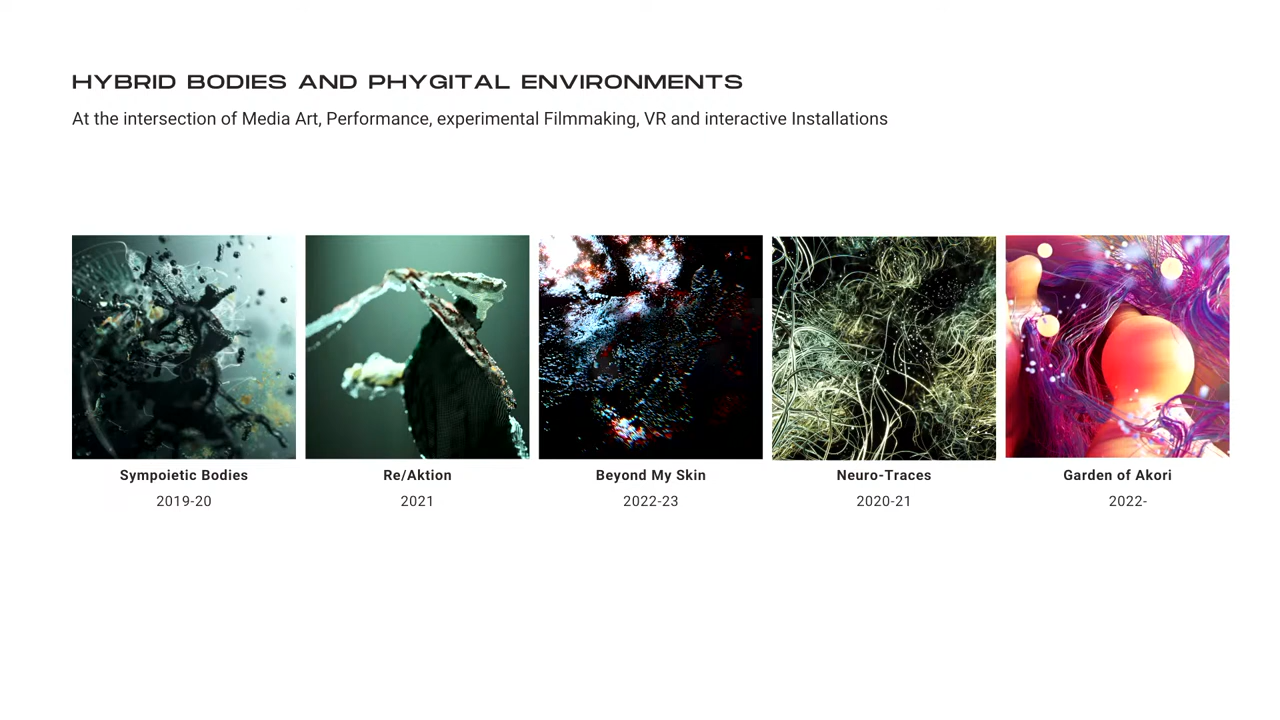 HYBRID BODIES AND PHYGITAL ENVIRONMENTS
At the intersection of Media Art, Performance, experimental Filmmaking, VR and interactive Installations
Sympoietic Bodies
2019-20
Re/Aktion
2021
Beyond My Skin
2022-23
Neuro-Traces
2020-21
Garden of Akori
2022-